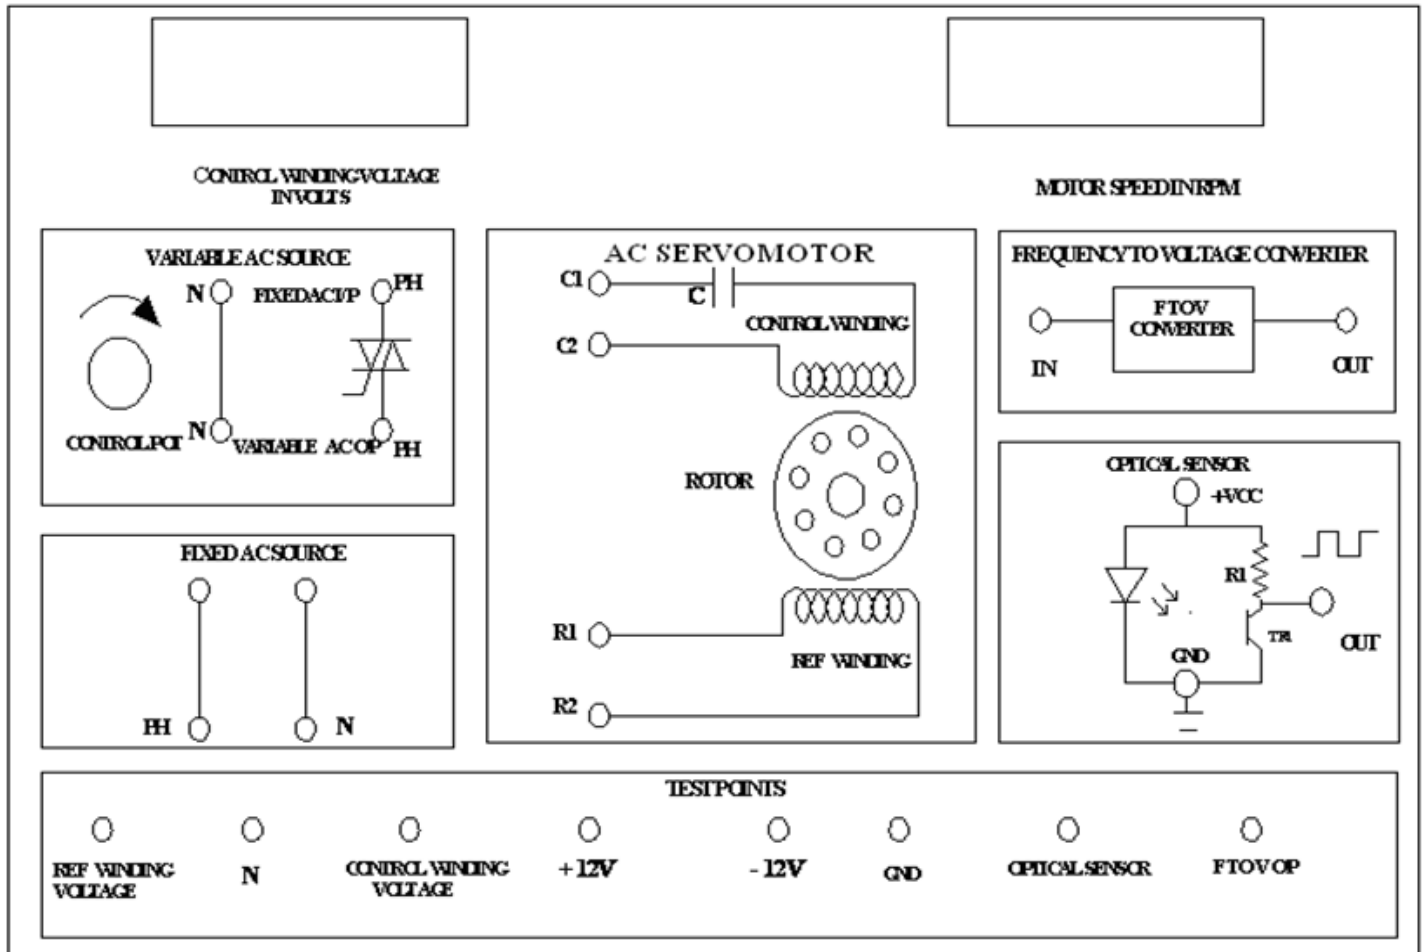 CONTROL WINDING VOLTAGE
IN VOLTS
MOTOR SPEED IN RPM
VARIABLE AC SOURCE
N
FIXED AC I/P
PH
CONTROL POT
N
VARIABLE AC OP
PH
FIXED AC SOURCE
PH
N
AC SERVOMOTOR
C1
C
CONTROL WINDING
C2
ROTOR
R1
REF WINDING
R2
FREQUENCY TO VOLTAGE CONVERTER
F TO V
CONVERTER
IN
OUT
OPTICAL SENSOR
+VCC
R1
TR1
OUT
GND
TEST POINTS
REF WINDING
VOLTAGE
N
CONTROL WINDING
VOLTAGE
+12V
-12V
GND
OPTICAL SENSOR
F TO V OP